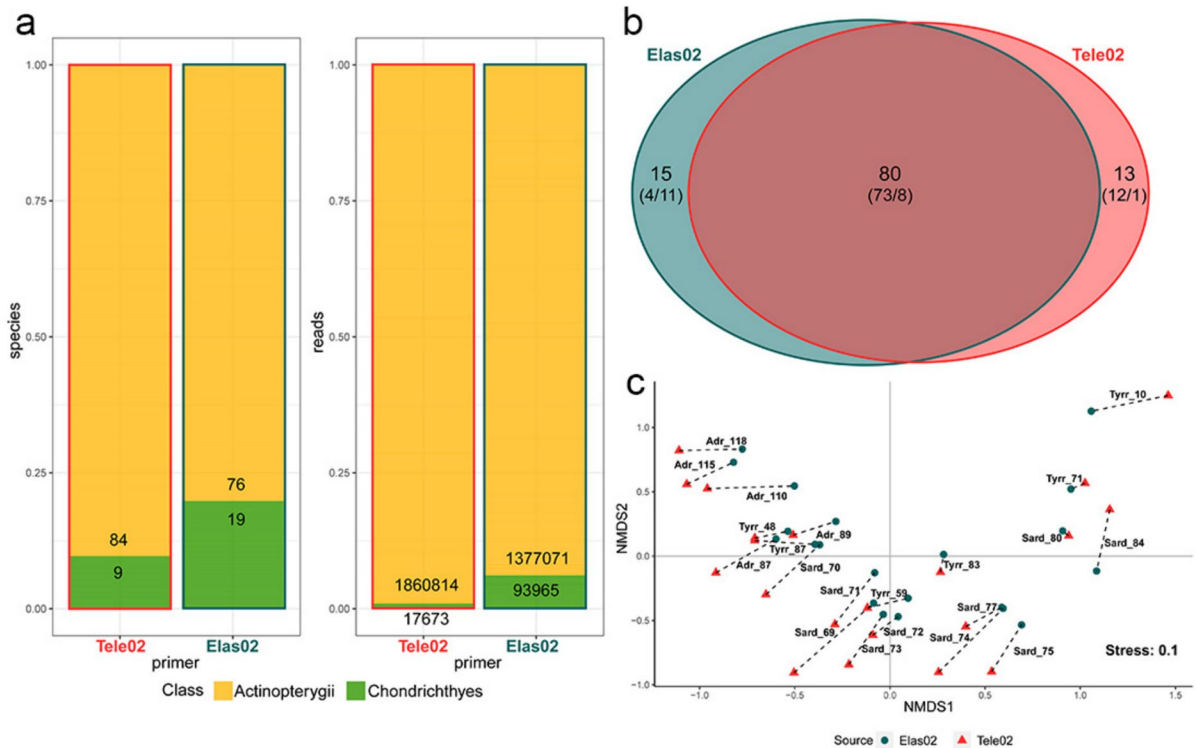 a
1.00
0.75
0.50
0.25
0.00
species
84
9
76
19
Tele02
Elas02
primer
1.00
0.75
0.50
0.25
0.00
reads
1860814
17673
1377071
93965
Tele02
Elas02
primer
Class
Actinopterygii
Chondrichthyes
b
Elas02
Tele02
15
(4/11)
80
(73/8)
13
(12/1)
c
1.0
0.5
0.0
−0.5
−1.0
NMDS2
Tyrr_10
Adr_118
Adr_115
Adr_110
Tyrr_71
Tyrr_48
Adr_89
Sard_80
Sard_84
Tyrr_87
Adr_87
Sard_70
Tyrr_83
Sard_71
Tyrr_59
Sard_69
Sard_72
Sard_77
Sard_74
Sard_73
Sard_75
Stress: 0.1
−1.0
−0.5
0.0
0.5
1.0
1.5
NMDS1
Source
Elas02
Tele02